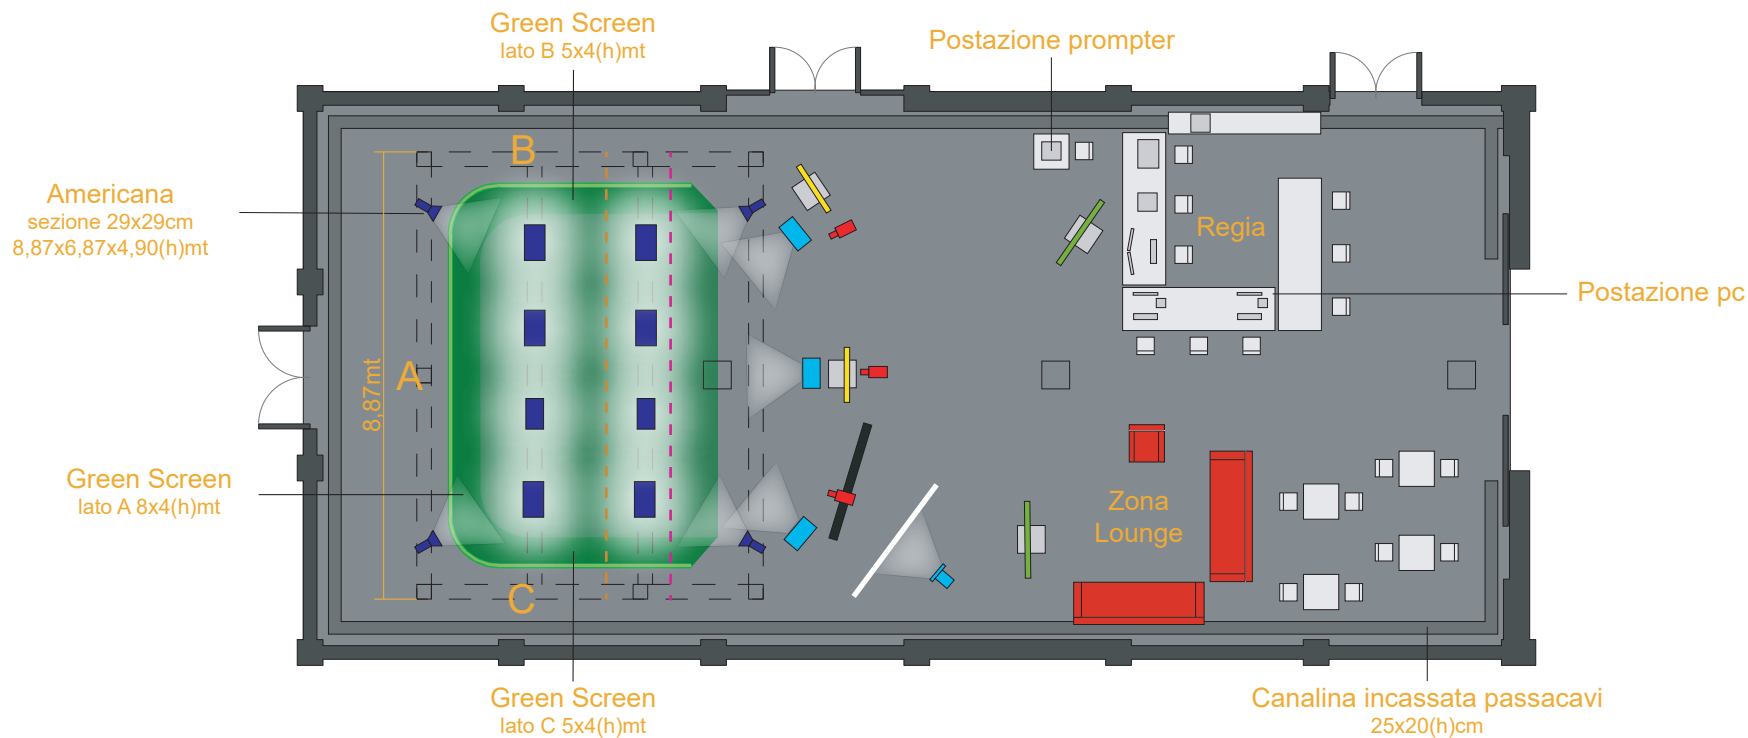 Green Screen
lato B 5x4(h)mt
Postazione prompter
B
Americana
sezione 29x29cm
8,87x6,87x4,90(h)mt
Regia
Postazione pc
A
8,87mt
Green Screen
lato A 8x4(h)mt
Zona
Lounge
C
Green Screen
lato C 5x4(h)mt
Canalina incassata passacavi
25x20(h)cm